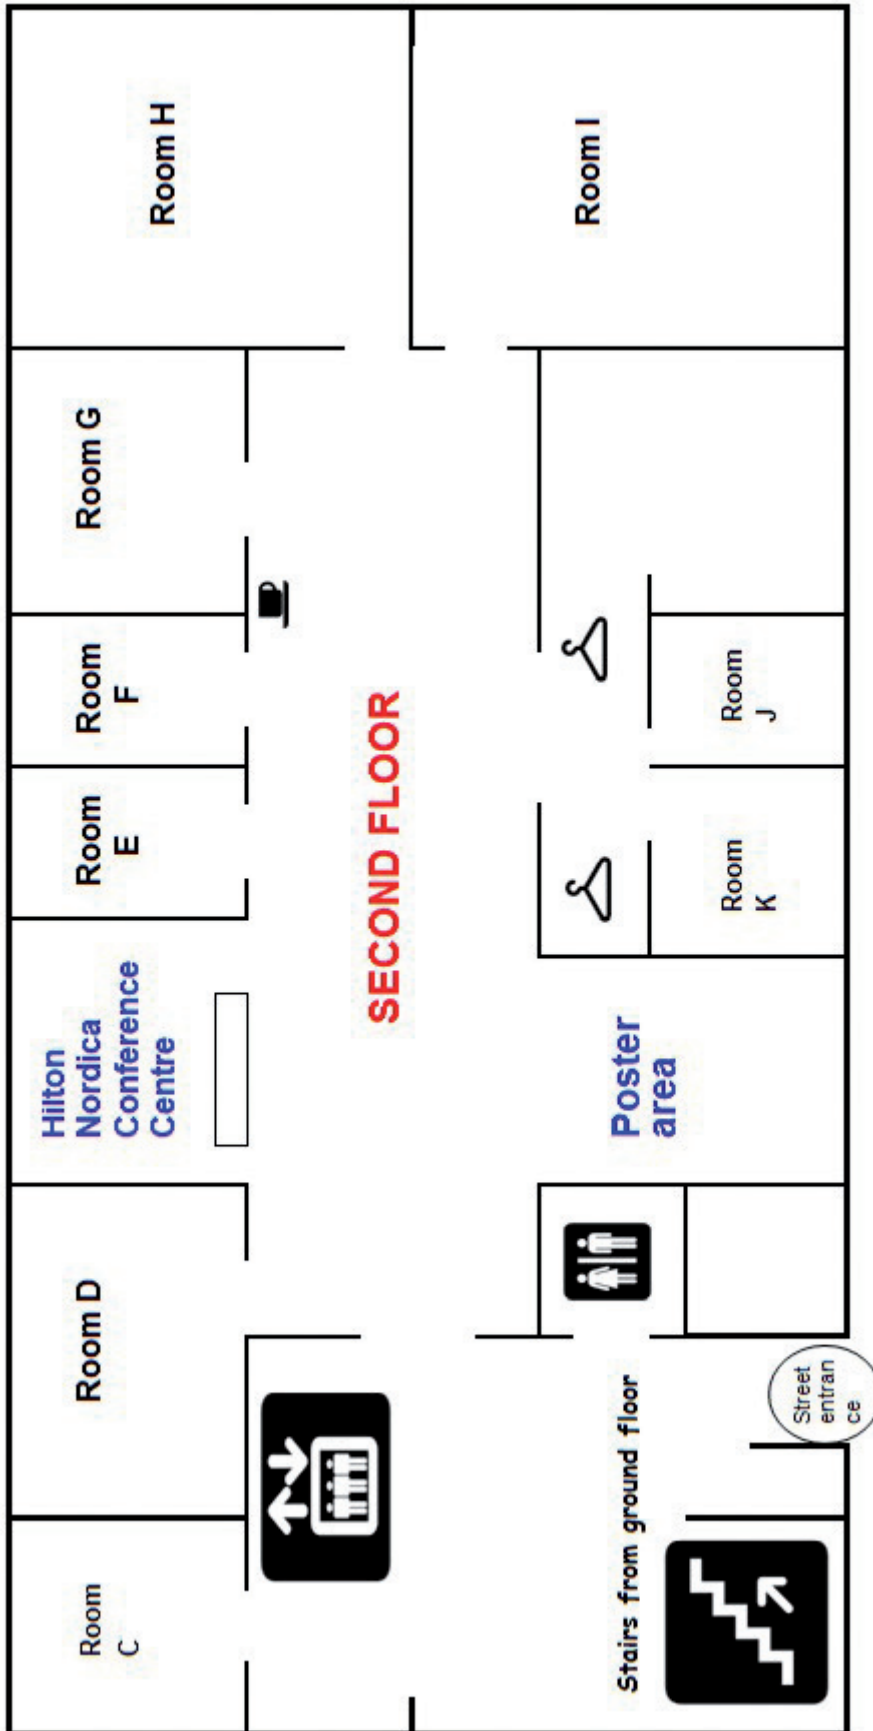 Room C
Room D
Hilton
Nordica
Conference
Centre
Room
E
Room
F
Room G
Room H
SECOND FLOOR
Stairs from ground floor
Street
entran
ce
Poster
area
Room
K
Room
J
Room I